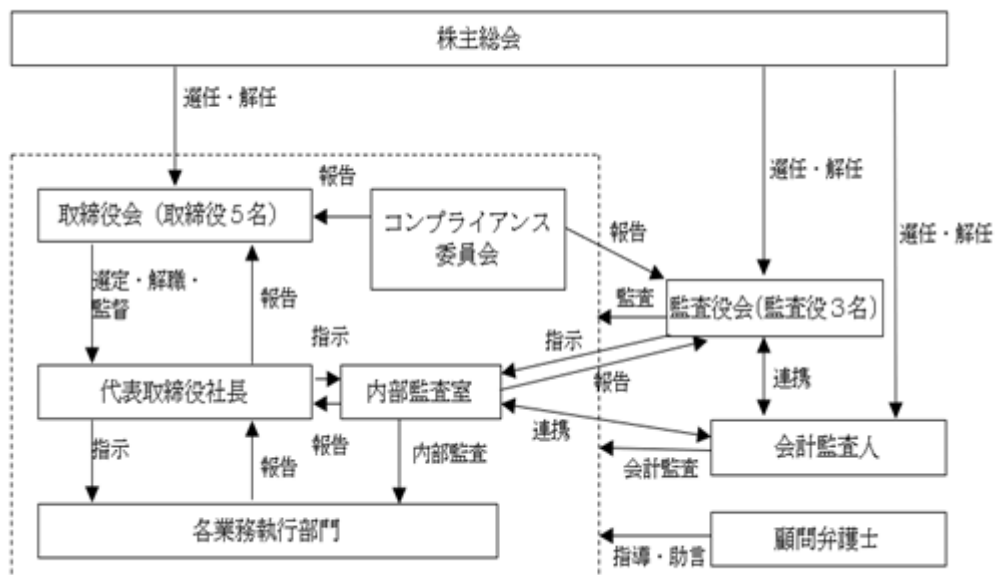 株主総会
選任・解任
選任・解任
選任・解任
報告
取締役会（取締役５名）
コンプライアンス
委員会
報告
選定・解職・
監督
報告
監査
監査役会（監査役３名）
指示
指示
報告
代表取締役社長
内部監査室
連携
連携
指示
報告
報告
内部監査
会計監査
会計監査人
各業務執行部門
指導・助言
顧問弁護士